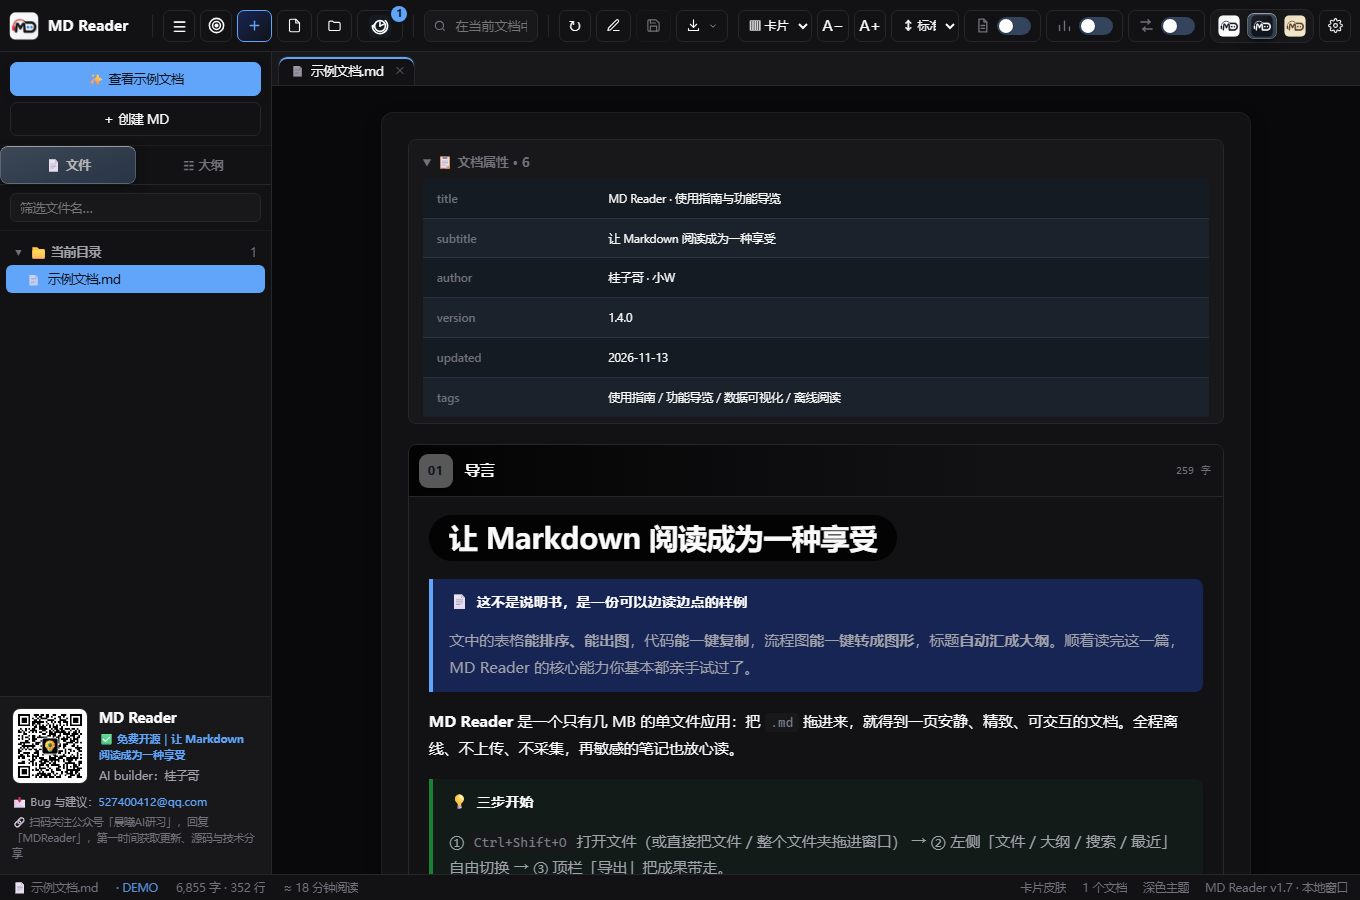 MD Reader
1
在当前文档中
卡片
A−
A+
标准
查看示例文档
+ 创建 MD
文件
大纲
筛选文件名...
当前目录
1
示例文档.md
示例文档.md
文档属性 • 6
title
MD Reader · 使用指南与功能导览
subtitle
让 Markdown 阅读成为一种享受
author
桂子哥 · 小W
version
1.4.0
updated
2026-11-13
tags
使用指南 / 功能导览 / 数据可视化 / 离线阅读
01
导言
259 字
让 Markdown 阅读成为一种享受
这不是说明书，是一份可以边读边点的样例
文中的表格能排序、能出图，代码能一键复制，流程图能一键转成图形，标题自动汇成大纲。顺着读完这一篇，
MD Reader 的核心能力你基本都亲手试过了。
MD Reader 是一个只有几 MB 的单文件应用：把 .md 拖进来，就得到一页安静、精致、可交互的文档。全程离
线、不上传、不采集，再敏感的笔记也放心读。
三步开始
① Ctrl+Shift+O 打开文件（或直接把文件 / 整个文件夹拖进窗口） → ② 左侧「文件 / 大纲 / 搜索 / 最近」
自由切换 → ③ 顶栏「导出」把成果带走。
MD Reader
免费开源 | 让 Markdown
阅读成为一种享受
AI builder：桂子哥
Bug 与建议：527400412@qq.com
扫码关注公众号「晨曦AI研习」，回复
「MDReader」，第一时间获取更新、源码与技术分
享
示例文档.md
· DEMO
6,855 字 · 352 行
≈ 18 分钟阅读
卡片皮肤
1 个文档
深色主题
MD Reader v1.7 · 本地窗口